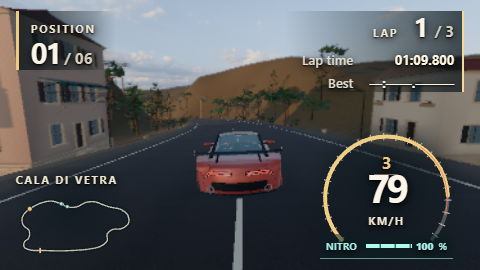 POSITION
01 / 06
LAP 1 / 3
Lap time 01:09.800
Best --:--.---
CALA DI VETRA
3
79
KM/H
NITRO 100 %